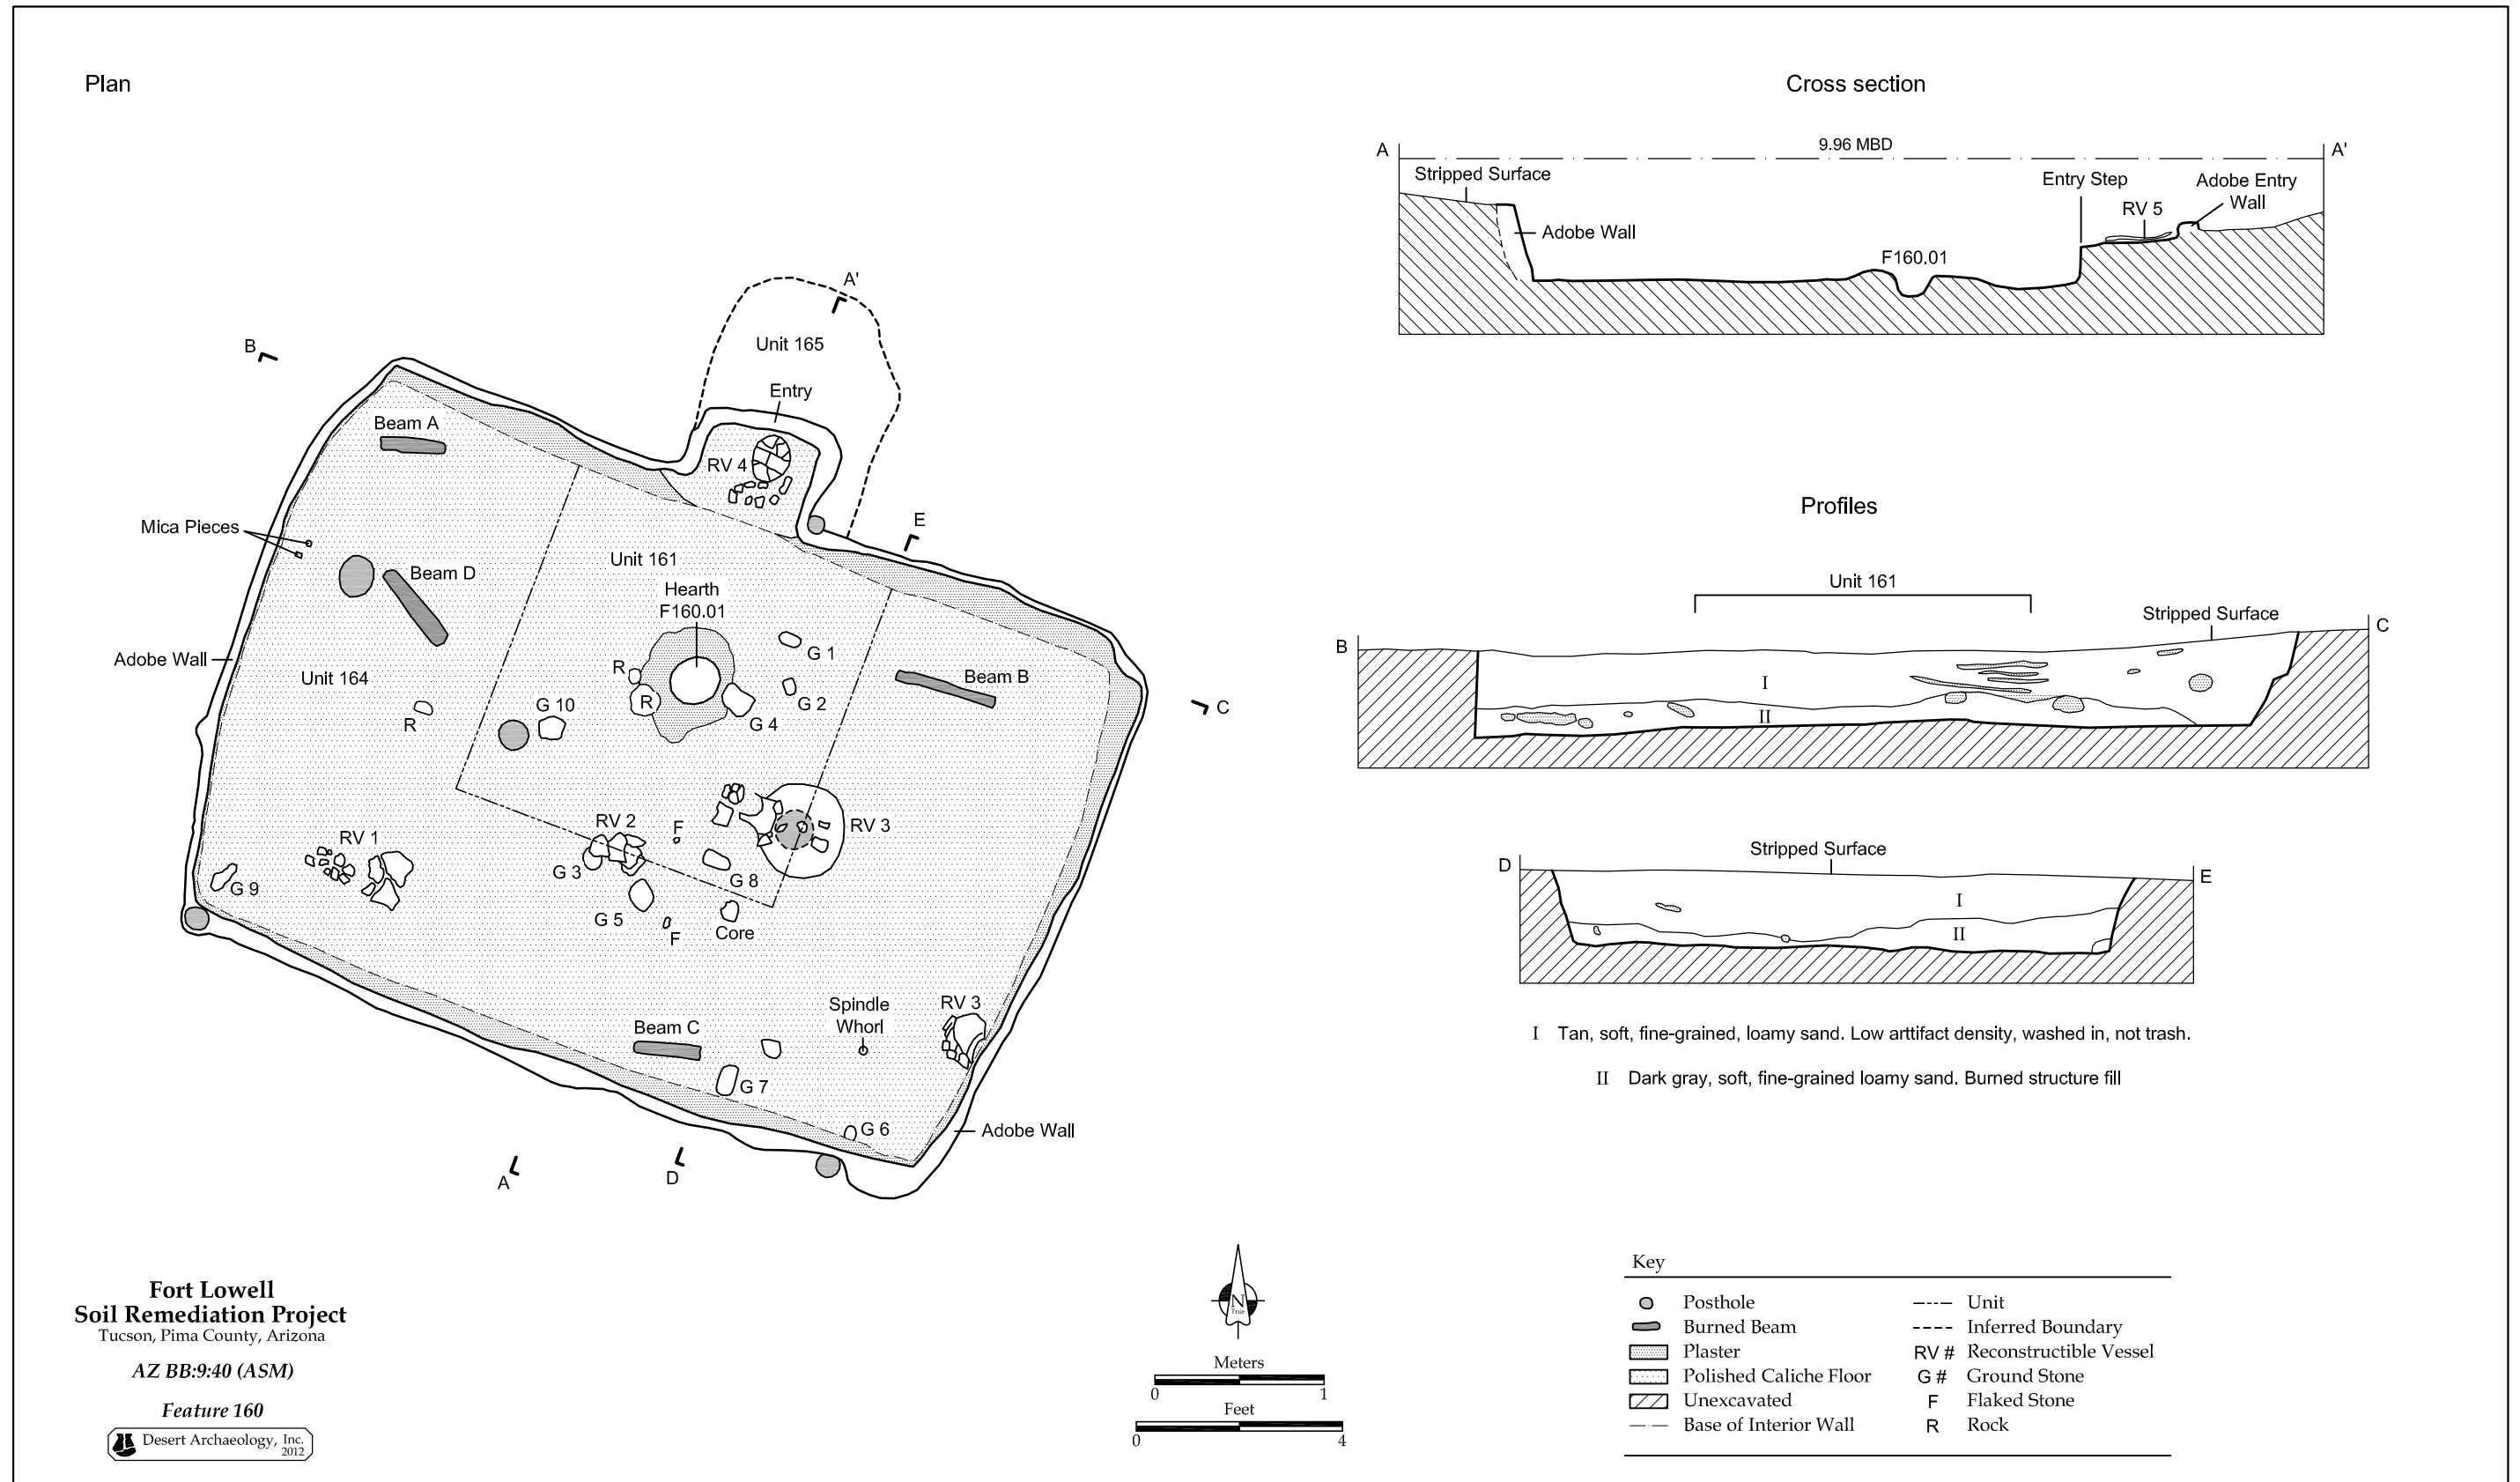 Plan
A'
Unit 165
B
Entry
Beam A
RV 4
Mica Pieces
E
Unit 161
Beam D
Hearth
F160.01
Adobe Wall
G 1
R
Unit 164
Beam B
R
G 2
G 10
C
R
G 4
RV 2
F
RV 3
RV 1
G 3
G 8
G 9
G 5
F
Core
Spindle
Whorl
RV 3
Beam C
G 7
G 6
Adobe Wall
A
D
Cross section
A
9.96 MBD
A'
Stripped Surface
Entry Step
Adobe Entry
Wall
RV 5
Adobe Wall
F160.01
Profiles
Unit 161
Stripped Surface
B
C
I
II
Stripped Surface
D
E
I
II
I Tan, soft, fine-grained, loamy sand. Low arttifact density, washed in, not trash.
II Dark gray, soft, fine-grained loamy sand. Burned structure fill
Fort Lowell
Soil Remediation Project
Tucson, Pima County, Arizona
AZ BB:9:40 (ASM)
Feature 160
Desert Archaeology, Inc.
2012
N
True
Meters
0 1
Feet
0 4
Key
Posthole
Burned Beam
Plaster
Polished Caliche Floor
Unexcavated
Base of Interior Wall
Unit
Inferred Boundary
RV # Reconstructible Vessel
G # Ground Stone
F Flaked Stone
R Rock